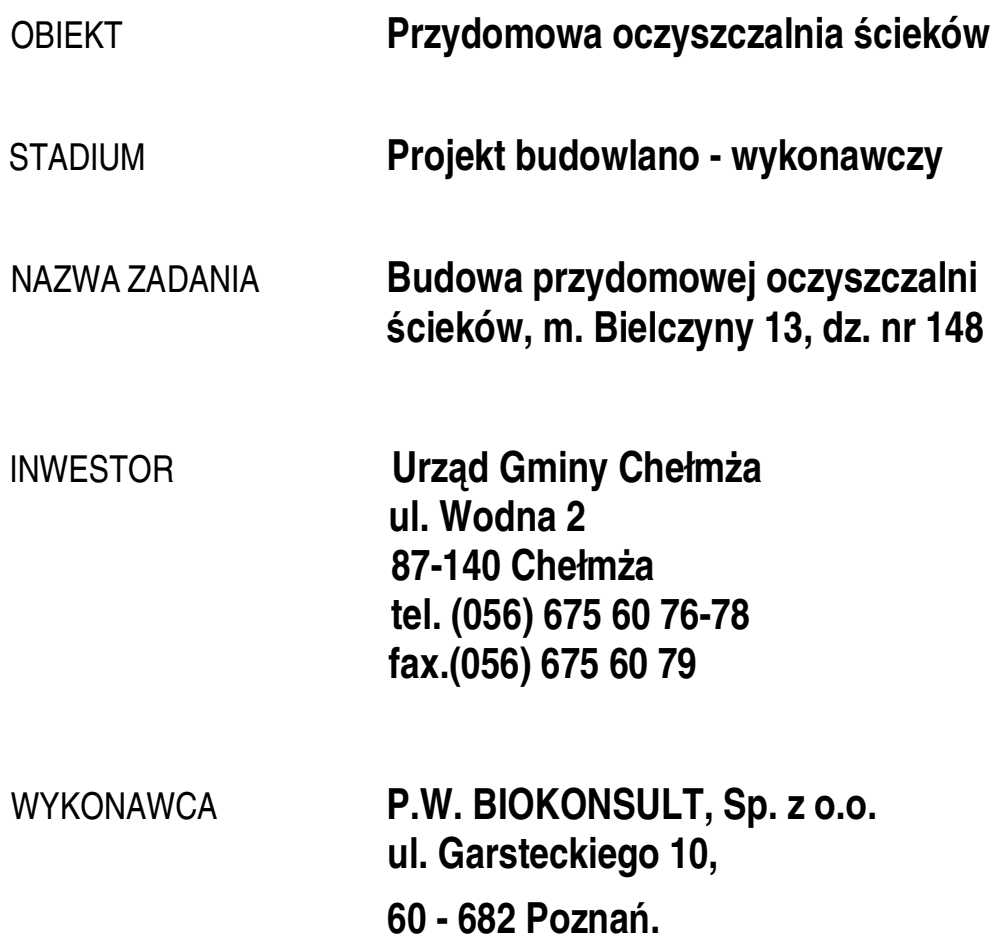 OBIEKT Przydomowa oczyszczalnia ścieków
STADIUM Projekt budowlano - wykonawczy
NAZWA ZADANIA Budowa przydomowej oczyszczalni
ścieków, m. Bielczyny 13, dz. nr 148
INWESTOR Urząd Gminy Chełmża
ul. Wodna 2
87-140 Chełmża
tel. (056) 675 60 76-78
fax.(056) 675 60 79
WYKONAWCA P.W. BIOKONSULT, Sp. z o.o.
ul. Garsteckiego 10,
60 - 682 Poznań.